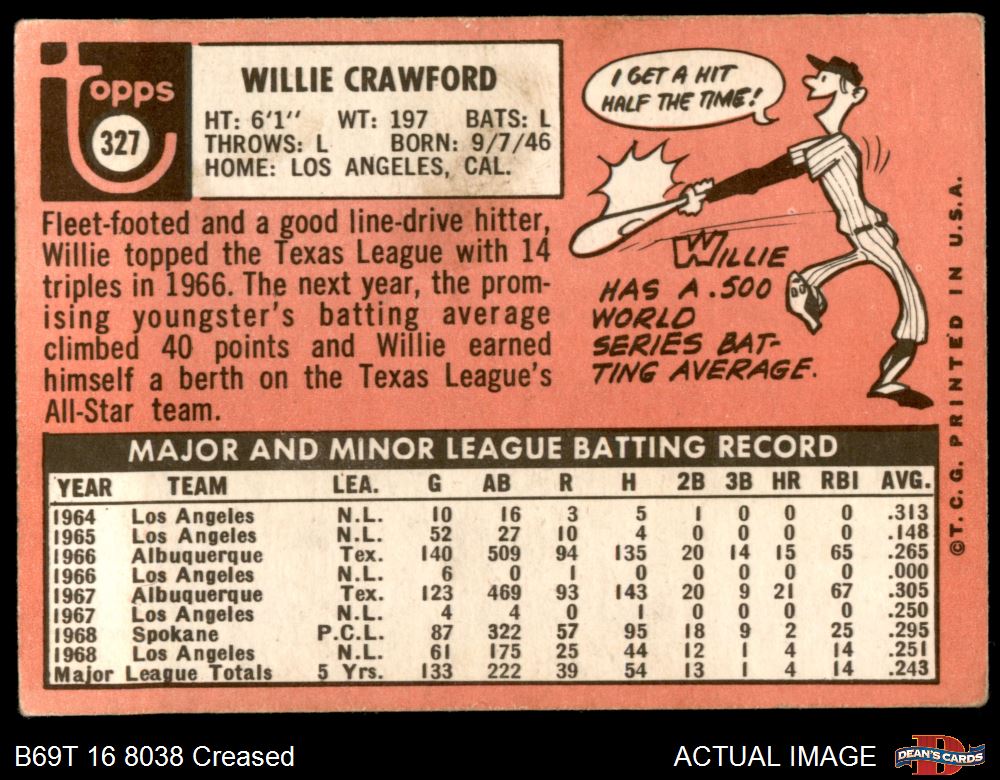 topps
327
WILLIE CRAWFORD
HT: 6'1" WT: 197 BATS: L
THROWS: L BORN: 9/7/46
HOME: LOS ANGELES, CAL.
Fleet-footed and a good line-drive hitter,
Willie topped the Texas League with 14
triples in 1966. The next year, the prom-
ising youngster's batting average
climbed 40 points and Willie earned
himself a berth on the Texas League's
All-Star team.
I GET A HIT
HALF THE TIME!
WILLIE
HAS A .500
WORLD
SERIES BAT-
TING AVERAGE.
©T.C.G. PRINTED IN U.S.A.
MAJOR AND MINOR LEAGUE BATTING RECORD
YEAR TEAM LEA. G AB R H 2B 3B HR RBI AVG.
1964 Los Angeles N.L. 10 16 3 5 1 0 0 0 .313
1965 Los Angeles N.L. 52 27 10 4 0 0 0 0 .148
1966 Albuquerque Tex. 140 509 94 135 20 14 15 65 .265
1966 Los Angeles N.L. 6 0 1 0 0 0 0 0 .000
1967 Albuquerque Tex. 123 469 93 143 20 9 21 67 .305
1967 Los Angeles N.L. 4 4 0 1 0 0 0 0 .250
1968 Spokane P.C.L. 87 322 57 95 18 9 2 25 .295
1968 Los Angeles N.L. 61 175 25 44 12 1 4 14 .251
Major League Totals 5 Yrs. 133 222 39 54 13 1 4 14 .243
B69T 16 8038 Creased
ACTUAL IMAGE
DEAN'S CARDS